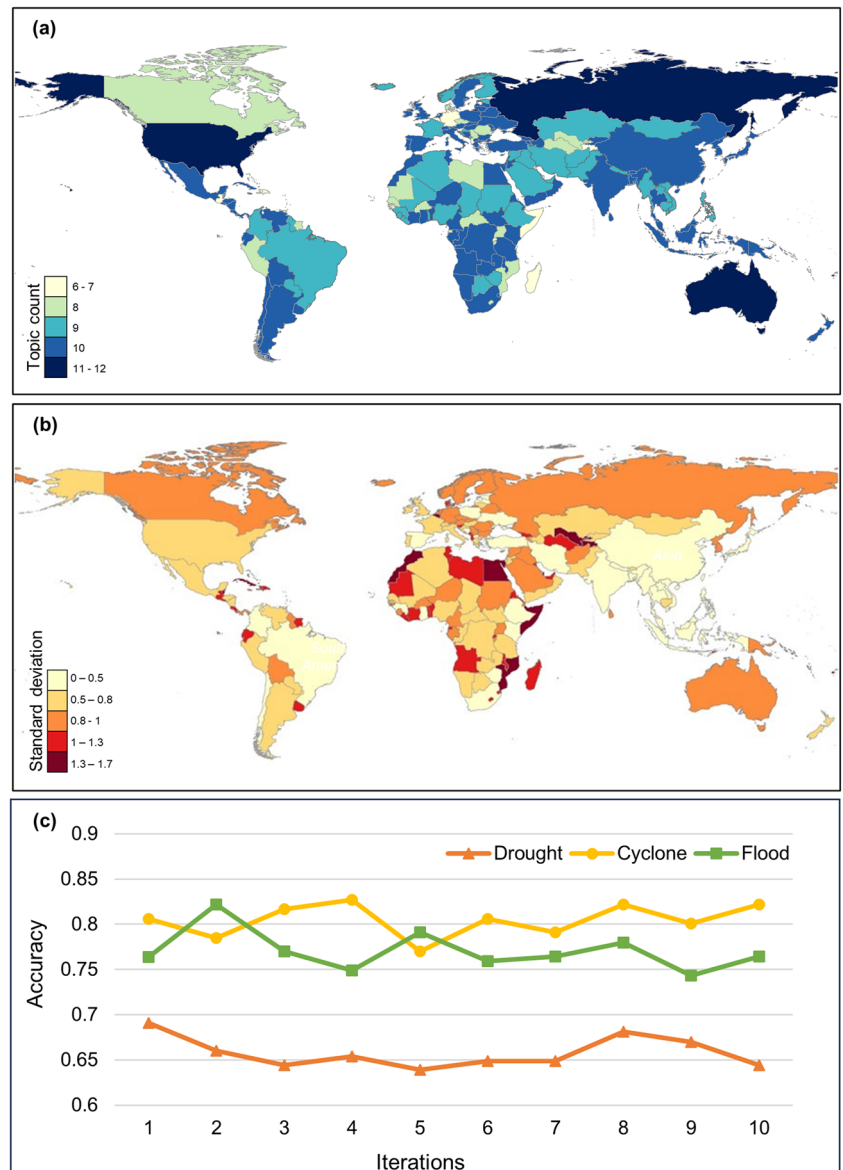 (a)
Topic count
6 - 7
8
9
10
11 - 12
(b)
Asia
Standard deviation
0 – 0.5
0.5 – 0.8
0.8 - 1
1 – 1.3
1.3 – 1.7
(c)
0.9
0.85
0.8
0.75
0.7
0.65
0.6
Accuracy
Drought Cyclone Flood
1 2 3 4 5 6 7 8 9 10
Iterations